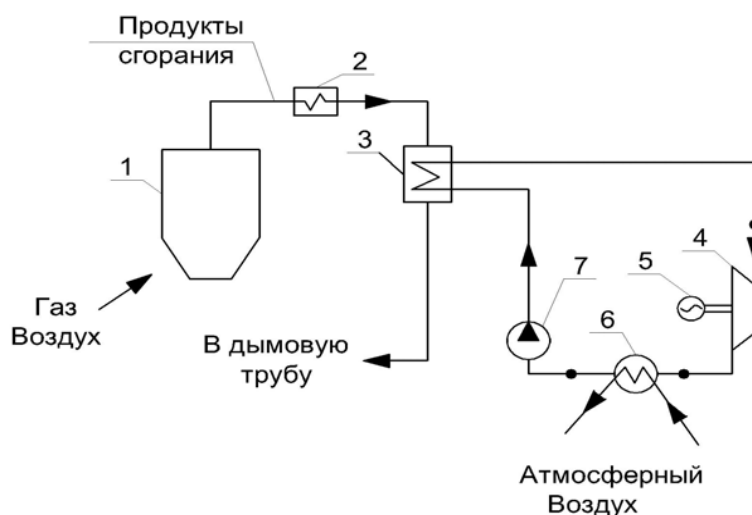 Продукты
сгорания
2
1
3
4
5
7
6
Газ
Воздух
В дымовую
трубу
Атмосферный
Воздух